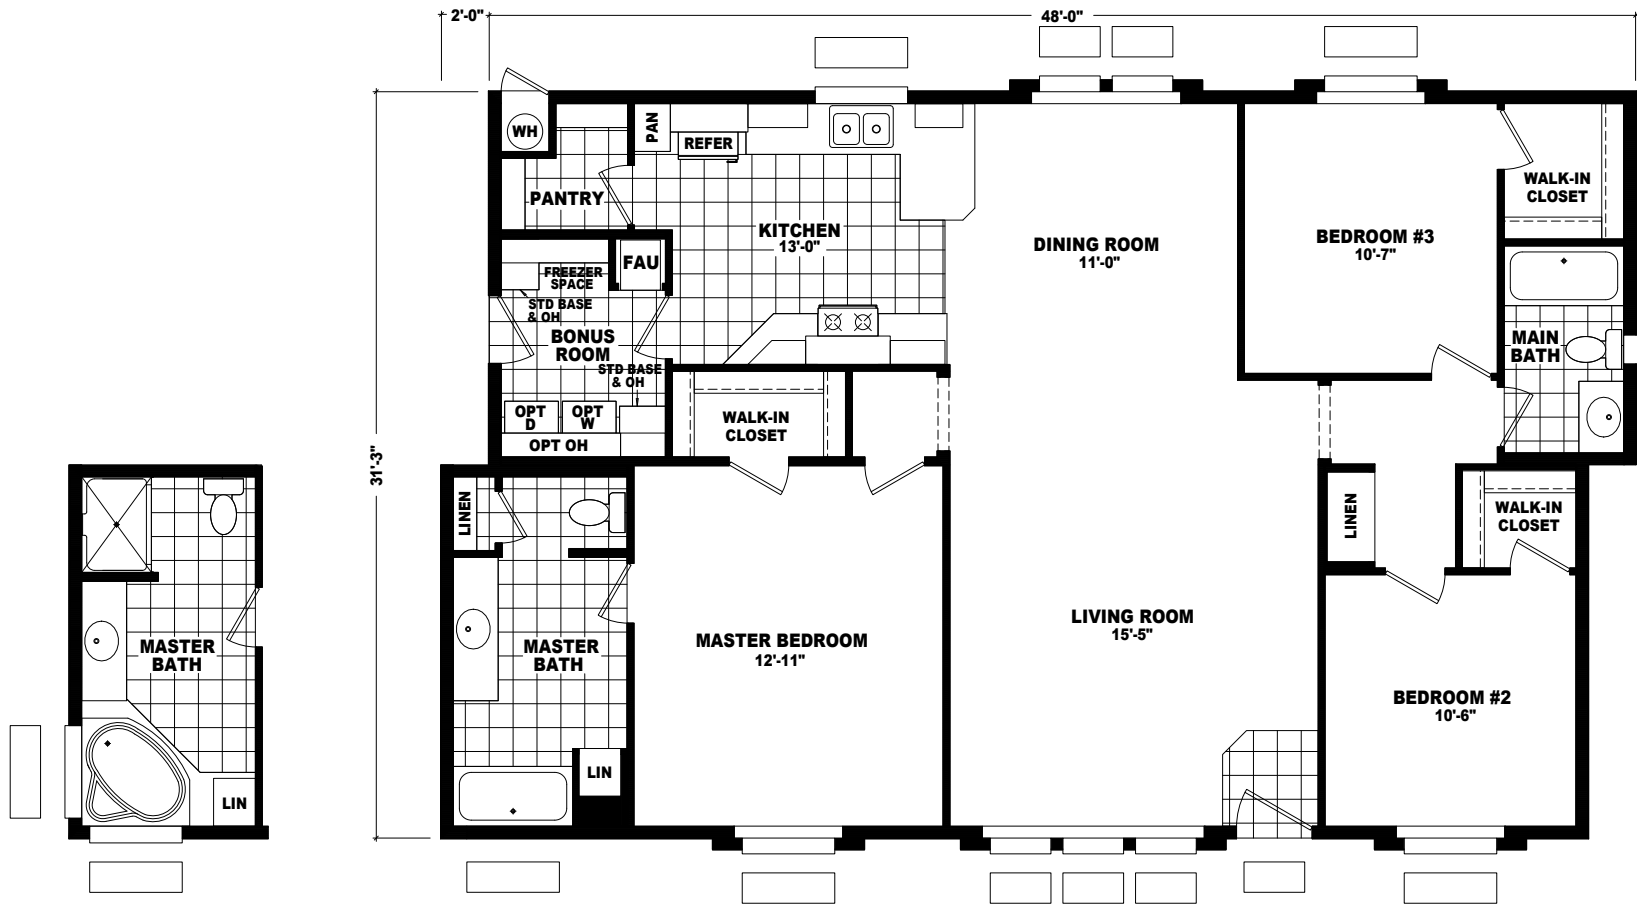 2'-0"
48'-0"
WH
PAN
REFER
PANTRY
KITCHEN
13'-0"
DINING ROOM
11'-0"
BEDROOM #3
10'-7"
WALK-IN
CLOSET
FAU
FREEZER
SPACE
STD BASE
& OH
BONUS
ROOM
STD BASE
& OH
MAIN
BATH
OPT
D
OPT
W
OPT OH
WALK-IN
CLOSET
31'-3"
LINEN
LINEN
WALK-IN
CLOSET
MASTER
BATH
MASTER
BATH
MASTER BEDROOM
12'-11"
LIVING ROOM
15'-5"
BEDROOM #2
10'-6"
LIN
LIN